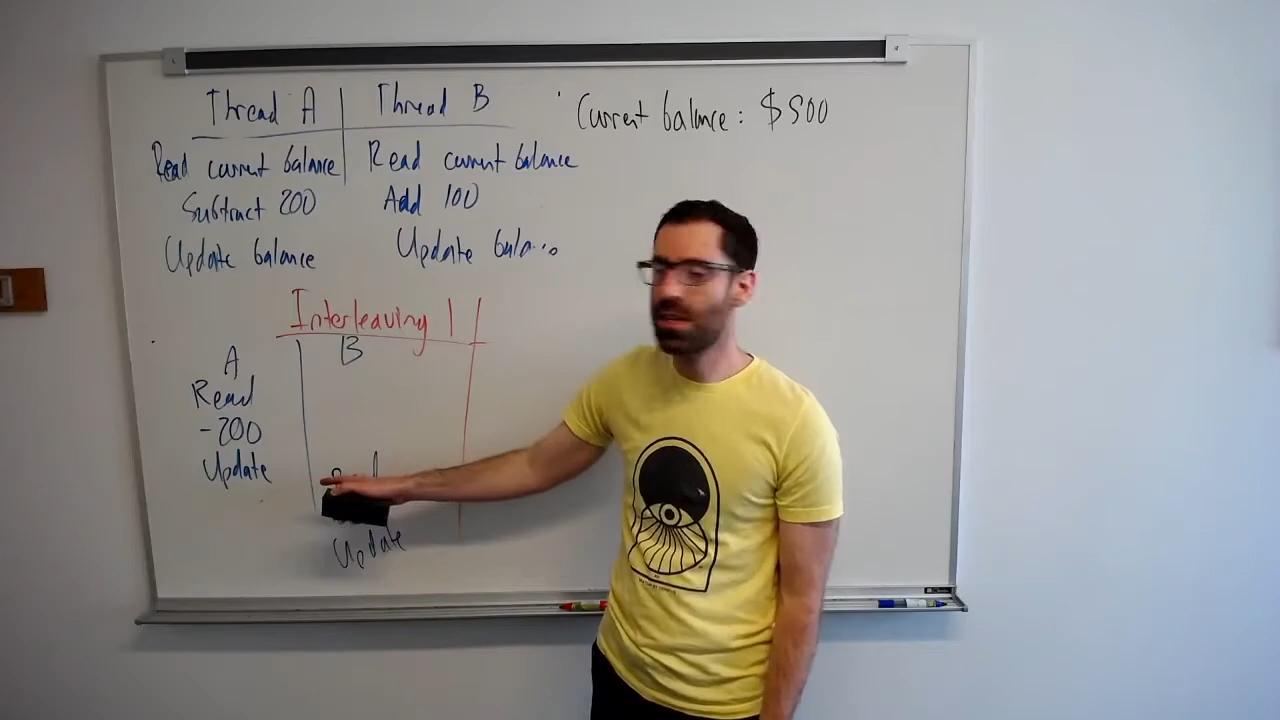 Thread A Thread B
Current balance: $500
Read current balance Read current balance
Subtract 200 Add 100
Update balance Update bala...
Interleaving 1
A B
Read
-200
Update
Update